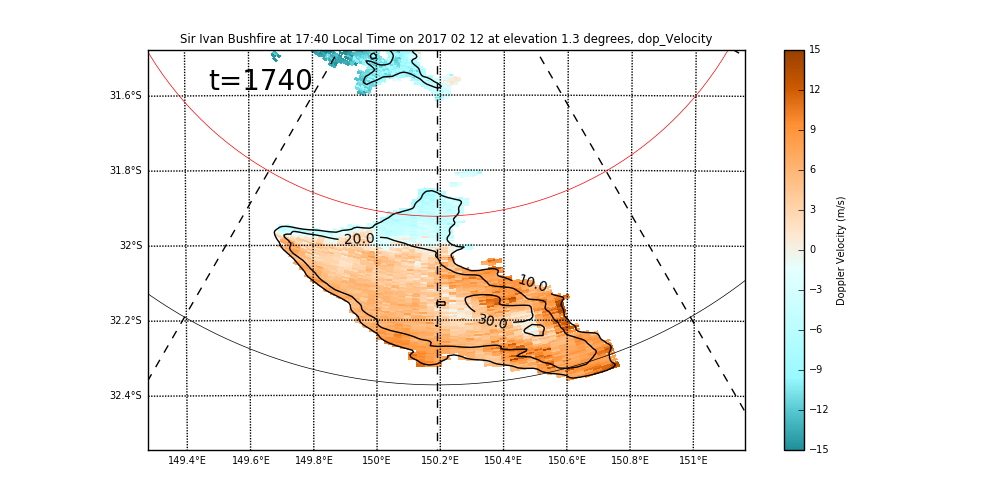 Sir Ivan Bushfire at 17:40 Local Time on 2017 02 12 at elevation 1.3 degrees, dop_Velocity
t=1740
31.6°S
31.8°S
32°S
32.2°S
32.4°S
20.0
10.0
30.0
149.4°E 149.6°E 149.8°E 150°E 150.2°E 150.4°E 150.6°E 150.8°E 151°E
15
12
9
6
3
0
−3
−6
−9
−12
−15
Doppler Velocity (m/s)